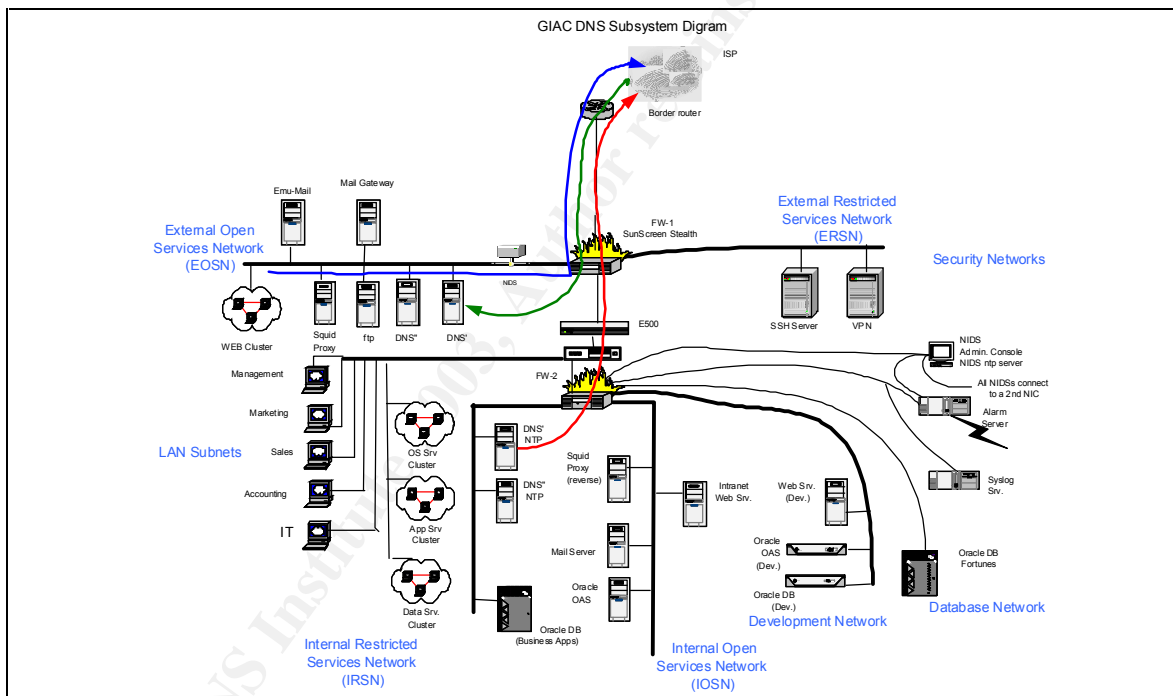 GIAC DNS Subsystem Digram
ISP
Border router
Emu-Mail
Mail Gateway
External Open
Services Network
(EOSN)
FW-1
SunScreen Stealth
External Restricted
Services Network
(ERSN)
Security Networks
NIDS
WEB Cluster
Squid
Proxy
ftp
DNS"
DNS'
SSH Server
VPN
E500
FW-2
NIDS
Admin. Console
NIDS ntp server
All NIDSs connect
to a 2nd NIC
Alarm
Server
Syslog
Srv.
Management
Marketing
LAN Subnets
Sales
Accounting
IT
OS Srv
Cluster
App Srv
Cluster
Data Srv.
Cluster
DNS'
NTP
DNS"
NTP
Squid
Proxy
(reverse)
Intranet
Web Srv.
Mail Server
Oracle
OAS
Oracle DB
(Business Apps)
Web Srv.
(Dev.)
Oracle
OAS
(Dev.)
Oracle DB
(Dev.)
Oracle DB
Fortunes
Database Network
Development Network
Internal Restricted
Services Network
(IRSN)
Internal Open
Services Network
(IOSN)
NS Institute 2003, Author retains